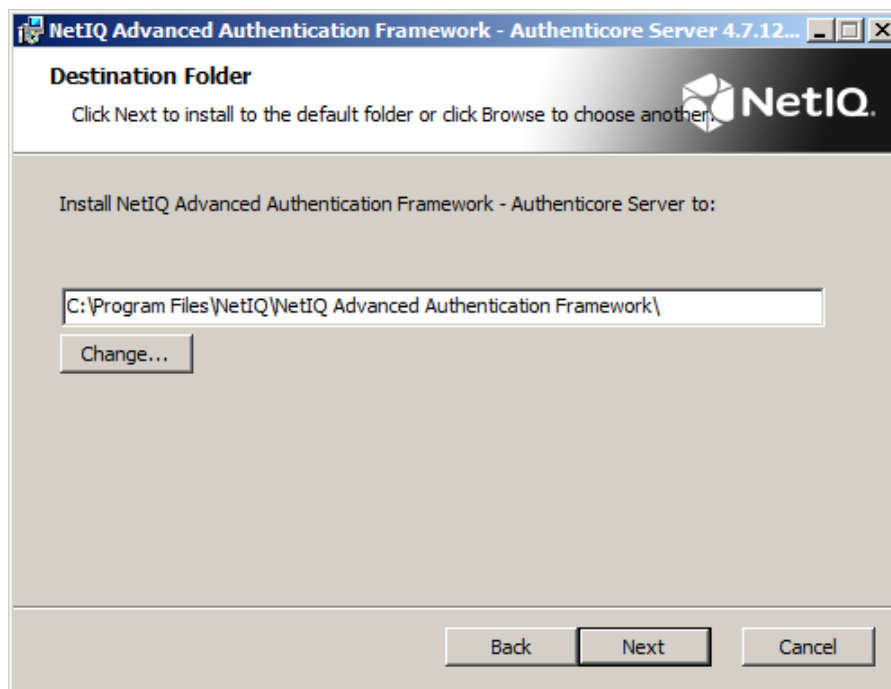 NetIQ Advanced Authentication Framework - Authenticore Server 4.7.12...
Destination Folder
Click Next to install to the default folder or click Browse to choose another.
NetIQ.
Install NetIQ Advanced Authentication Framework - Authenticore Server to:
C:\Program Files\NetIQ\NetIQ Advanced Authentication Framework\
Change...
Back
Next
Cancel